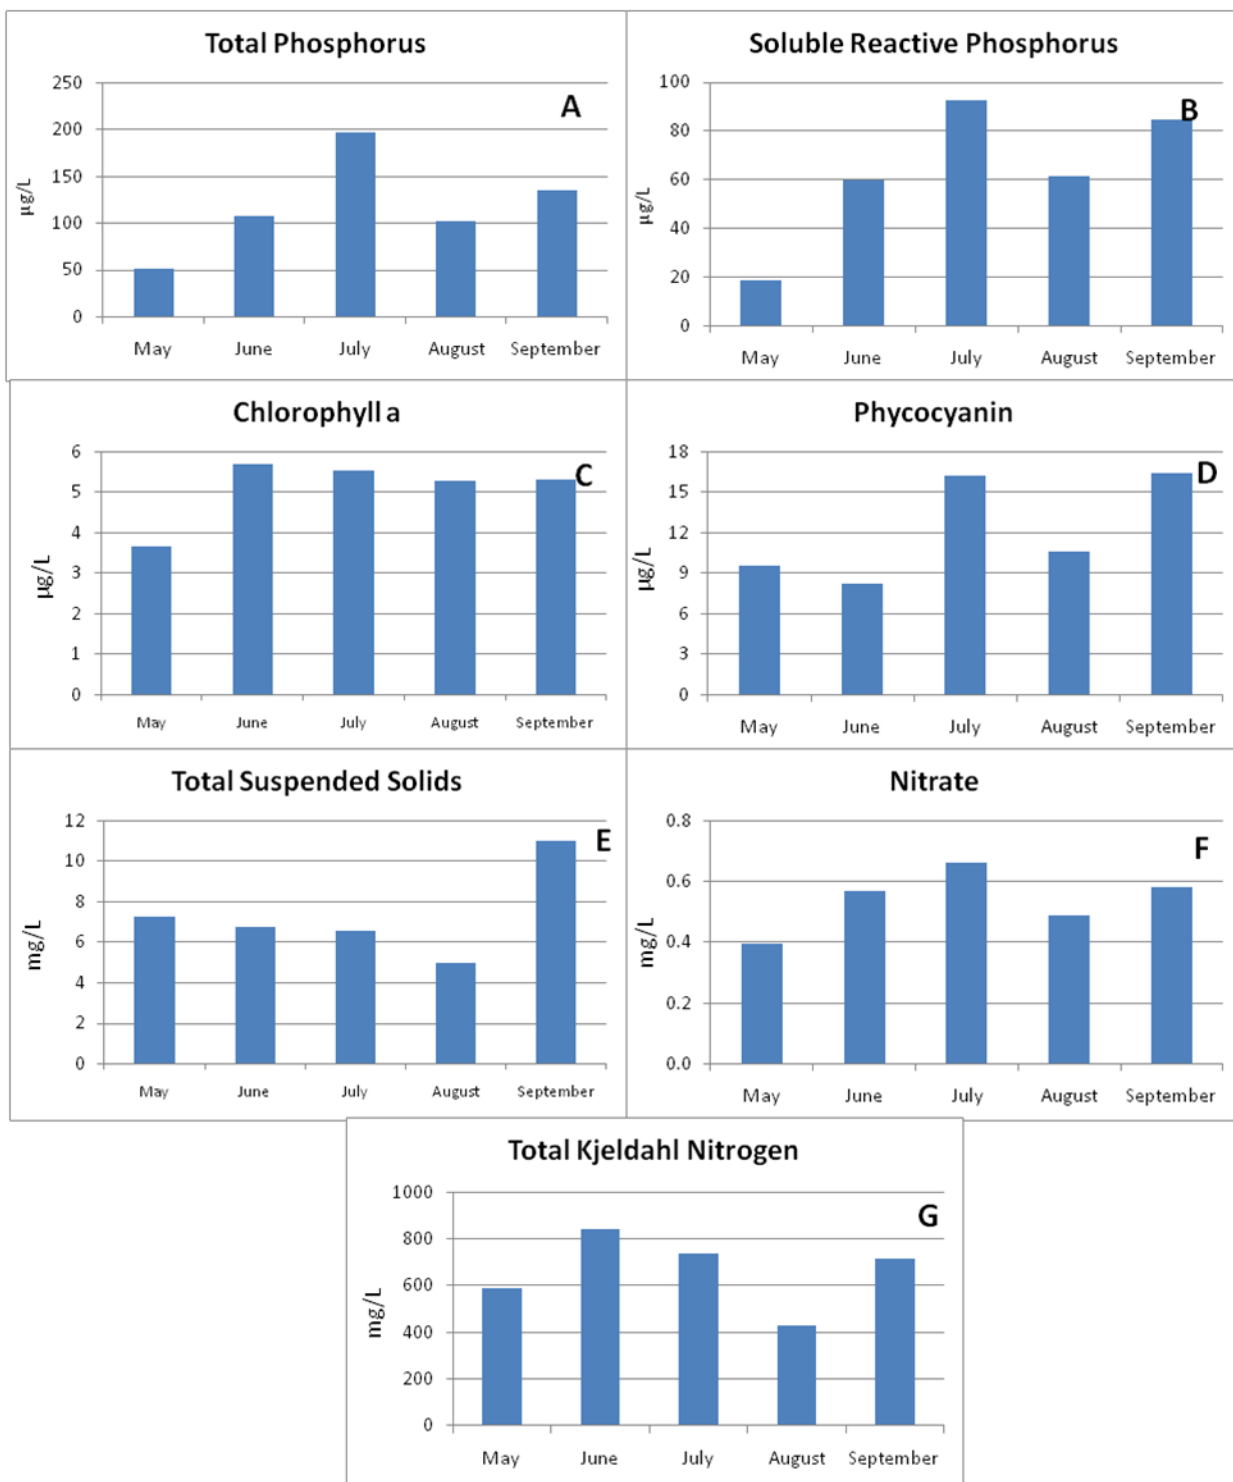 Total Phosphorus
A
250
200
150
100
50
0
µg/L
May June July August September
Soluble Reactive Phosphorus
B
100
80
60
40
20
0
µg/L
May June July August September
Chlorophyll a
C
6
5
4
3
2
1
0
µg/L
May June July August September
Phycocyanin
D
18
15
12
9
6
3
0
µg/L
May June July August September
Total Suspended Solids
E
12
10
8
6
4
2
0
mg/L
May June July August September
Nitrate
F
0.8
0.6
0.4
0.2
0.0
mg/L
May June July August September
Total Kjeldahl Nitrogen
G
1000
800
600
400
200
0
mg/L
May June July August September